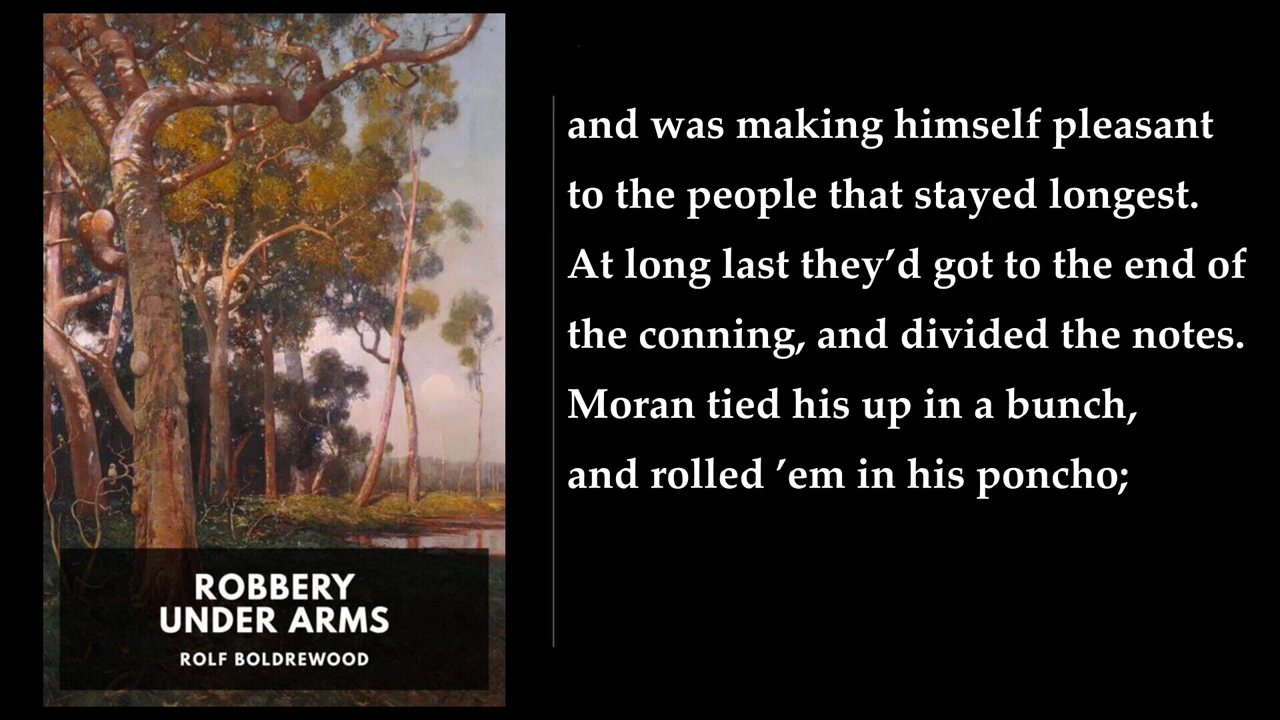 and was making himself pleasant
to the people that stayed longest.
At long last they’d got to the end of
the conning, and divided the notes.
Moran tied his up in a bunch,
and rolled ’em in his poncho;
ROBBERY
UNDER ARMS
ROLF BOLDREWOOD